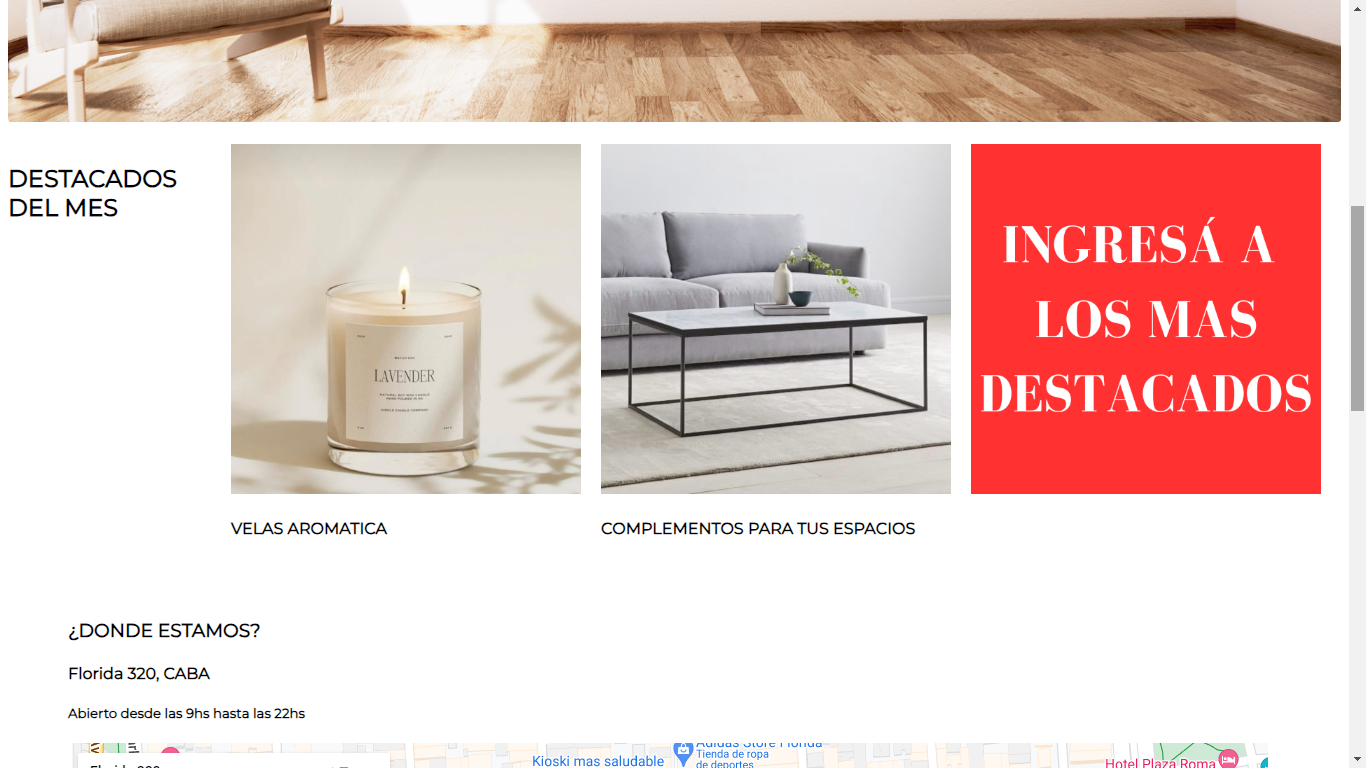 DESTACADOS
DEL MES
LAVENDER
INGRESÁ A
LOS MAS
DESTACADOS
VELAS AROMATICA
COMPLEMENTOS PARA TUS ESPACIOS
¿DONDE ESTAMOS?
Florida 320, CABA
Abierto desde las 9hs hasta las 22hs
Adidas Store Florida
Tienda de ropa
de deportes
Kioski mas saludable
Hotel Plaza Roma